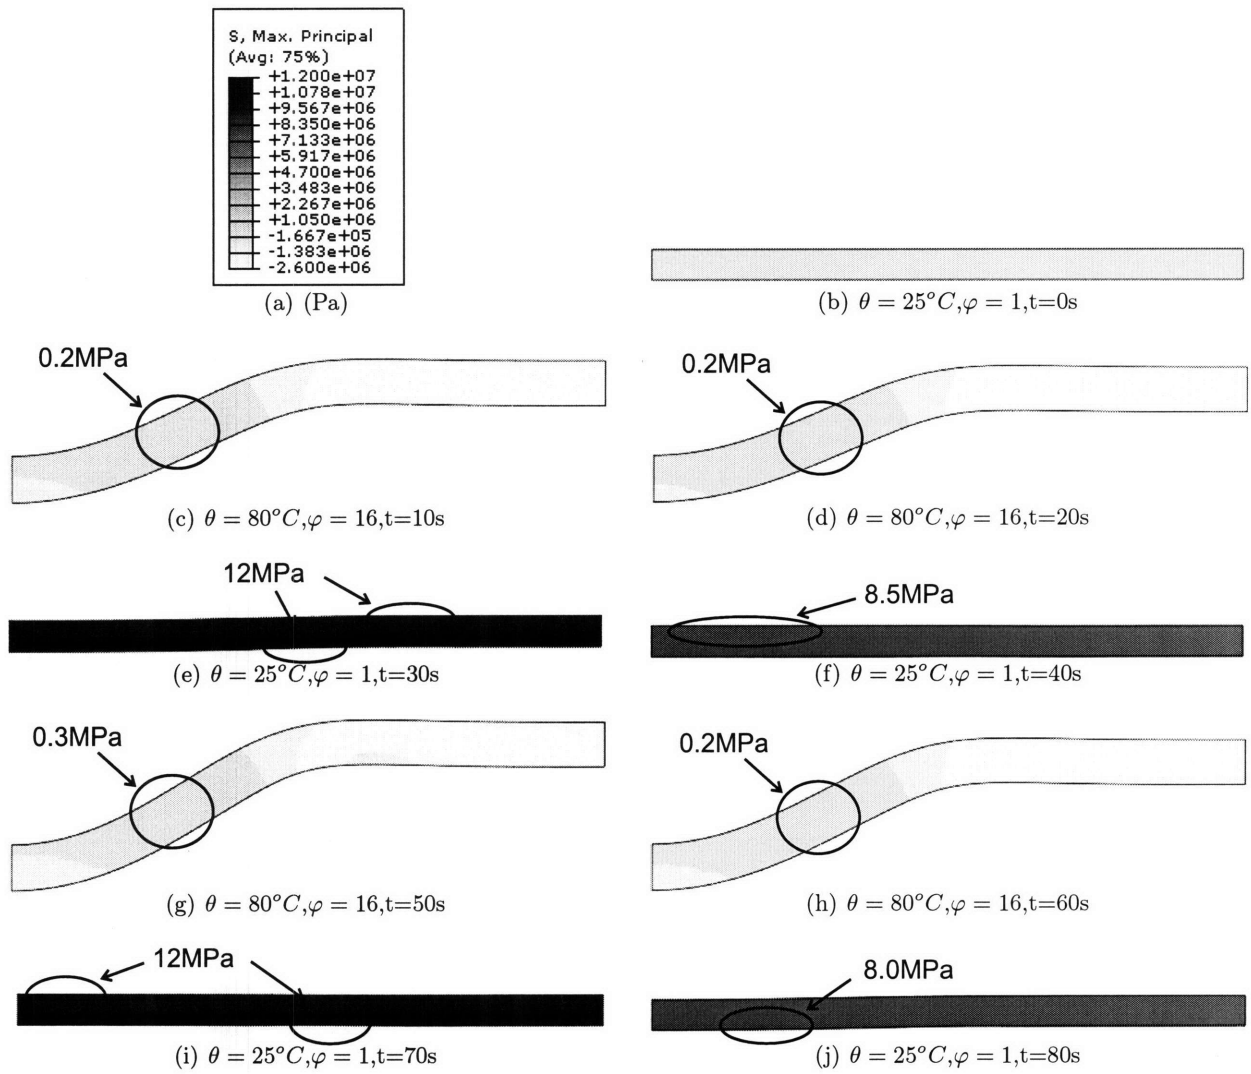 S, Max. Principal
(Avg: 75%)
+1.200e+07
+1.078e+07
+9.567e+06
+8.350e+06
+7.133e+06
+5.917e+06
+4.700e+06
+3.483e+06
+2.267e+06
+1.050e+06
-1.667e+05
-1.383e+06
-2.600e+06
(a) (Pa)
(b) θ = 25°C,φ = 1,t=0s
0.2MPa
(c) θ = 80°C,φ = 16,t=10s
0.2MPa
(d) θ = 80°C,φ = 16,t=20s
12MPa
(e) θ = 25°C,φ = 1,t=30s
8.5MPa
(f) θ = 25°C,φ = 1,t=40s
0.3MPa
(g) θ = 80°C,φ = 16,t=50s
0.2MPa
(h) θ = 80°C,φ = 16,t=60s
12MPa
(i) θ = 25°C,φ = 1,t=70s
8.0MPa
(j) θ = 25°C,φ = 1,t=80s